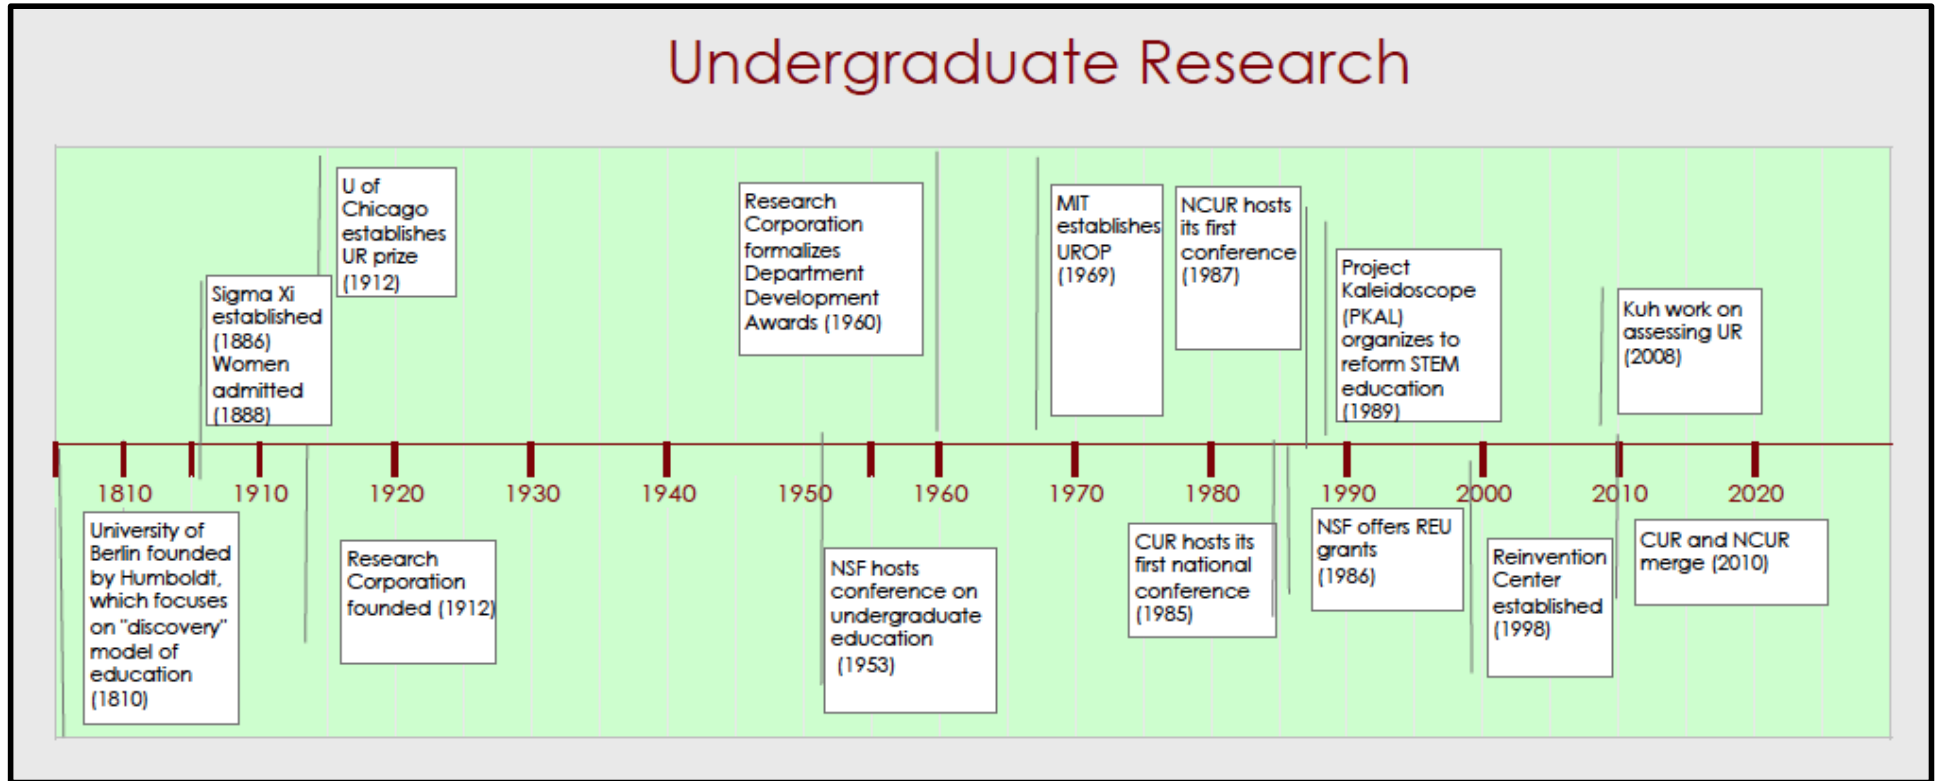 Undergraduate Research
U of
Chicago
establishes
UR prize
(1912)
Sigma Xi
established
(1886)
Women
admitted
(1888)
Research
Corporation
formalizes
Department
Development
Awards (1960)
MIT
establishes
UROP
(1969)
NCUR hosts
its first
conference
(1987)
Project
Kaleidoscope
(PKAL)
organizes to
reform STEM
education
(1989)
Kuh work on
assessing UR
(2008)
1810 1910 1920 1930 1940 1950 1960 1970 1980 1990 2000 2010 2020
University of
Berlin founded
by Humboldt,
which focuses
on "discovery"
model of
education
(1810)
Research
Corporation
founded (1912)
NSF hosts
conference on
undergraduate
education
(1953)
CUR hosts its
first national
conference
(1985)
NSF offers REU
grants
(1986)
Reinvention
Center
established
(1998)
CUR and NCUR
merge (2010)